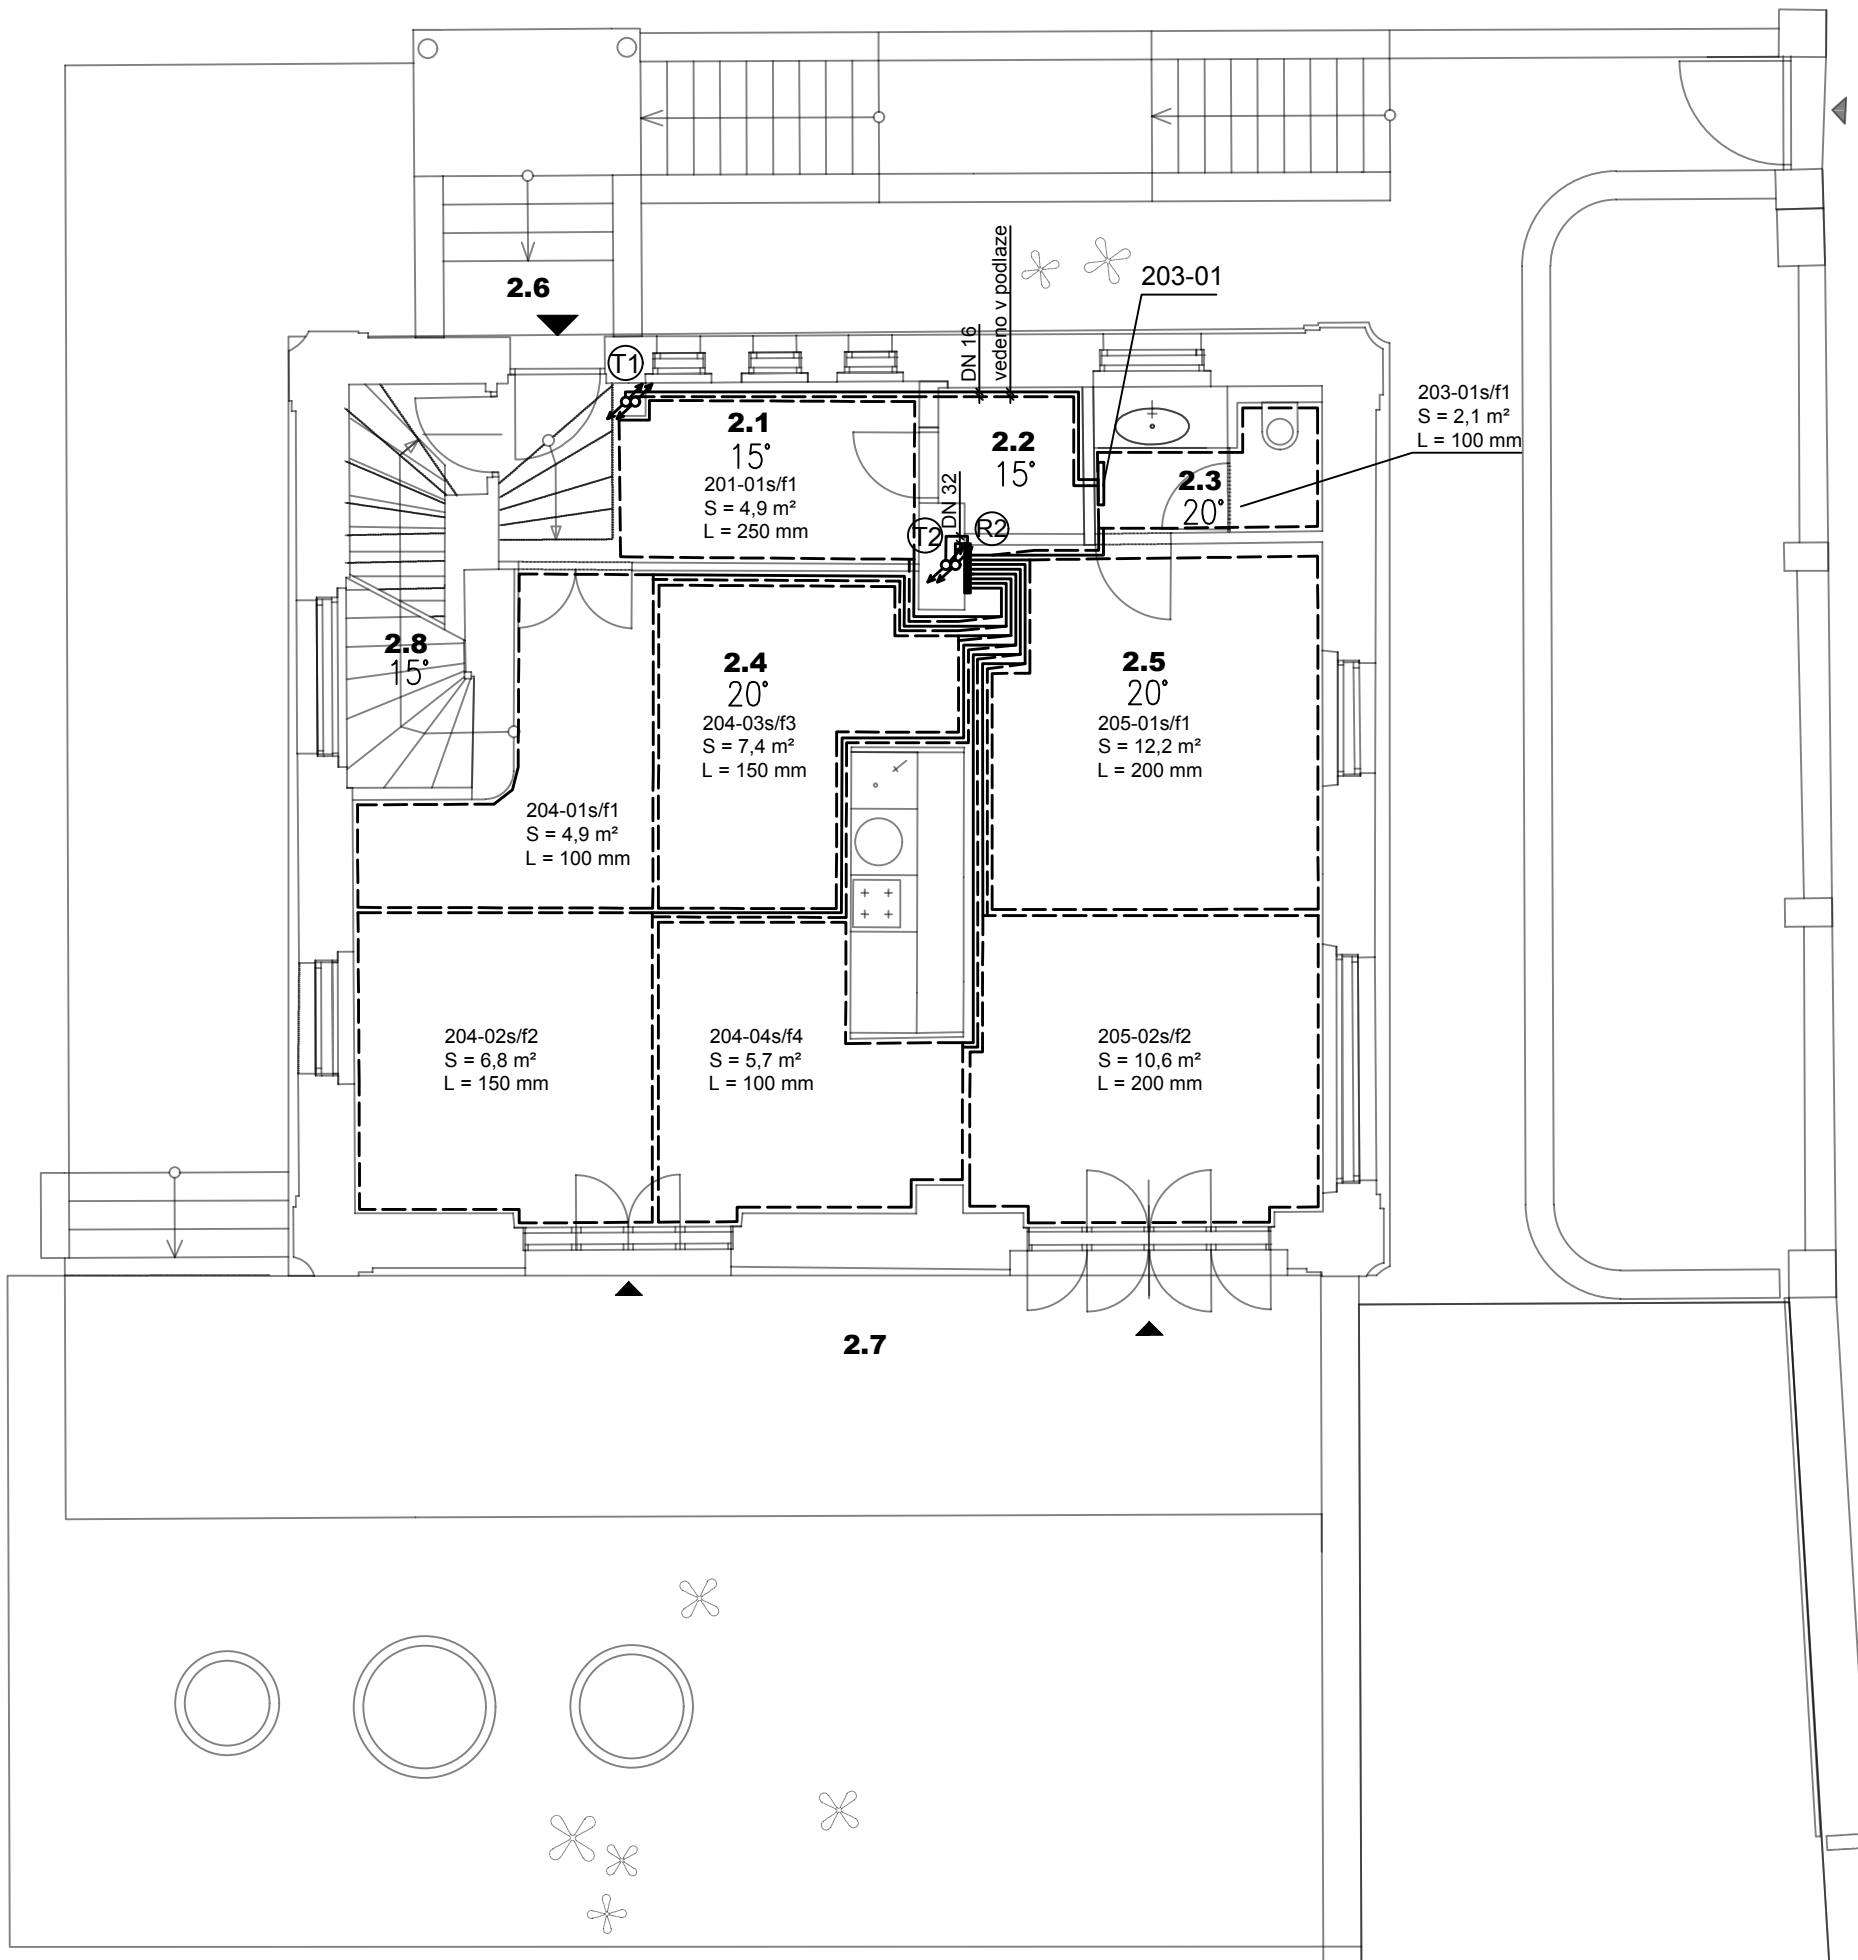 2.6
DN 16
vedeno v podlaze
203-01
T1
2.1
15°
201-01s/f1
S = 4,9 m²
L = 250 mm
2.2
15°
203-01s/f1
S = 2,1 m²
L = 100 mm
2.3
20°
DN 32
T2
R2
2.8
15°
2.4
20°
204-03s/f3
S = 7,4 m²
L = 150 mm
2.5
20°
205-01s/f1
S = 12,2 m²
L = 200 mm
204-01s/f1
S = 4,9 m²
L = 100 mm
204-02s/f2
S = 6,8 m²
L = 150 mm
204-04s/f4
S = 5,7 m²
L = 100 mm
205-02s/f2
S = 10,6 m²
L = 200 mm
2.7